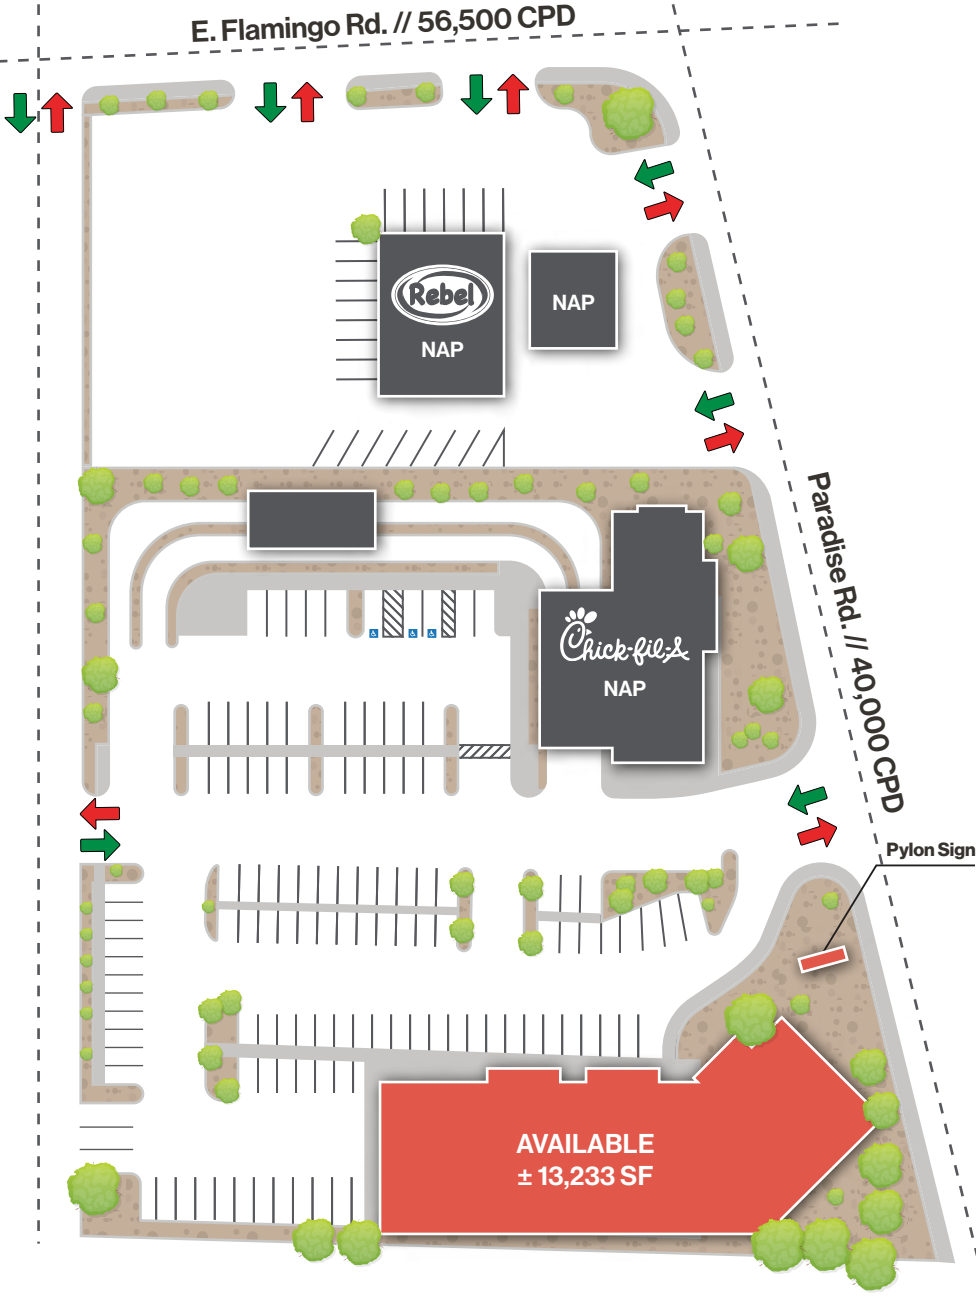 E. Flamingo Rd. // 56,500 CPD
Rebel
NAP
NAP
Paradise Rd. // 40,000 CPD
Chick-fil-A
NAP
Pylon Sign
AVAILABLE
± 13,233 SF